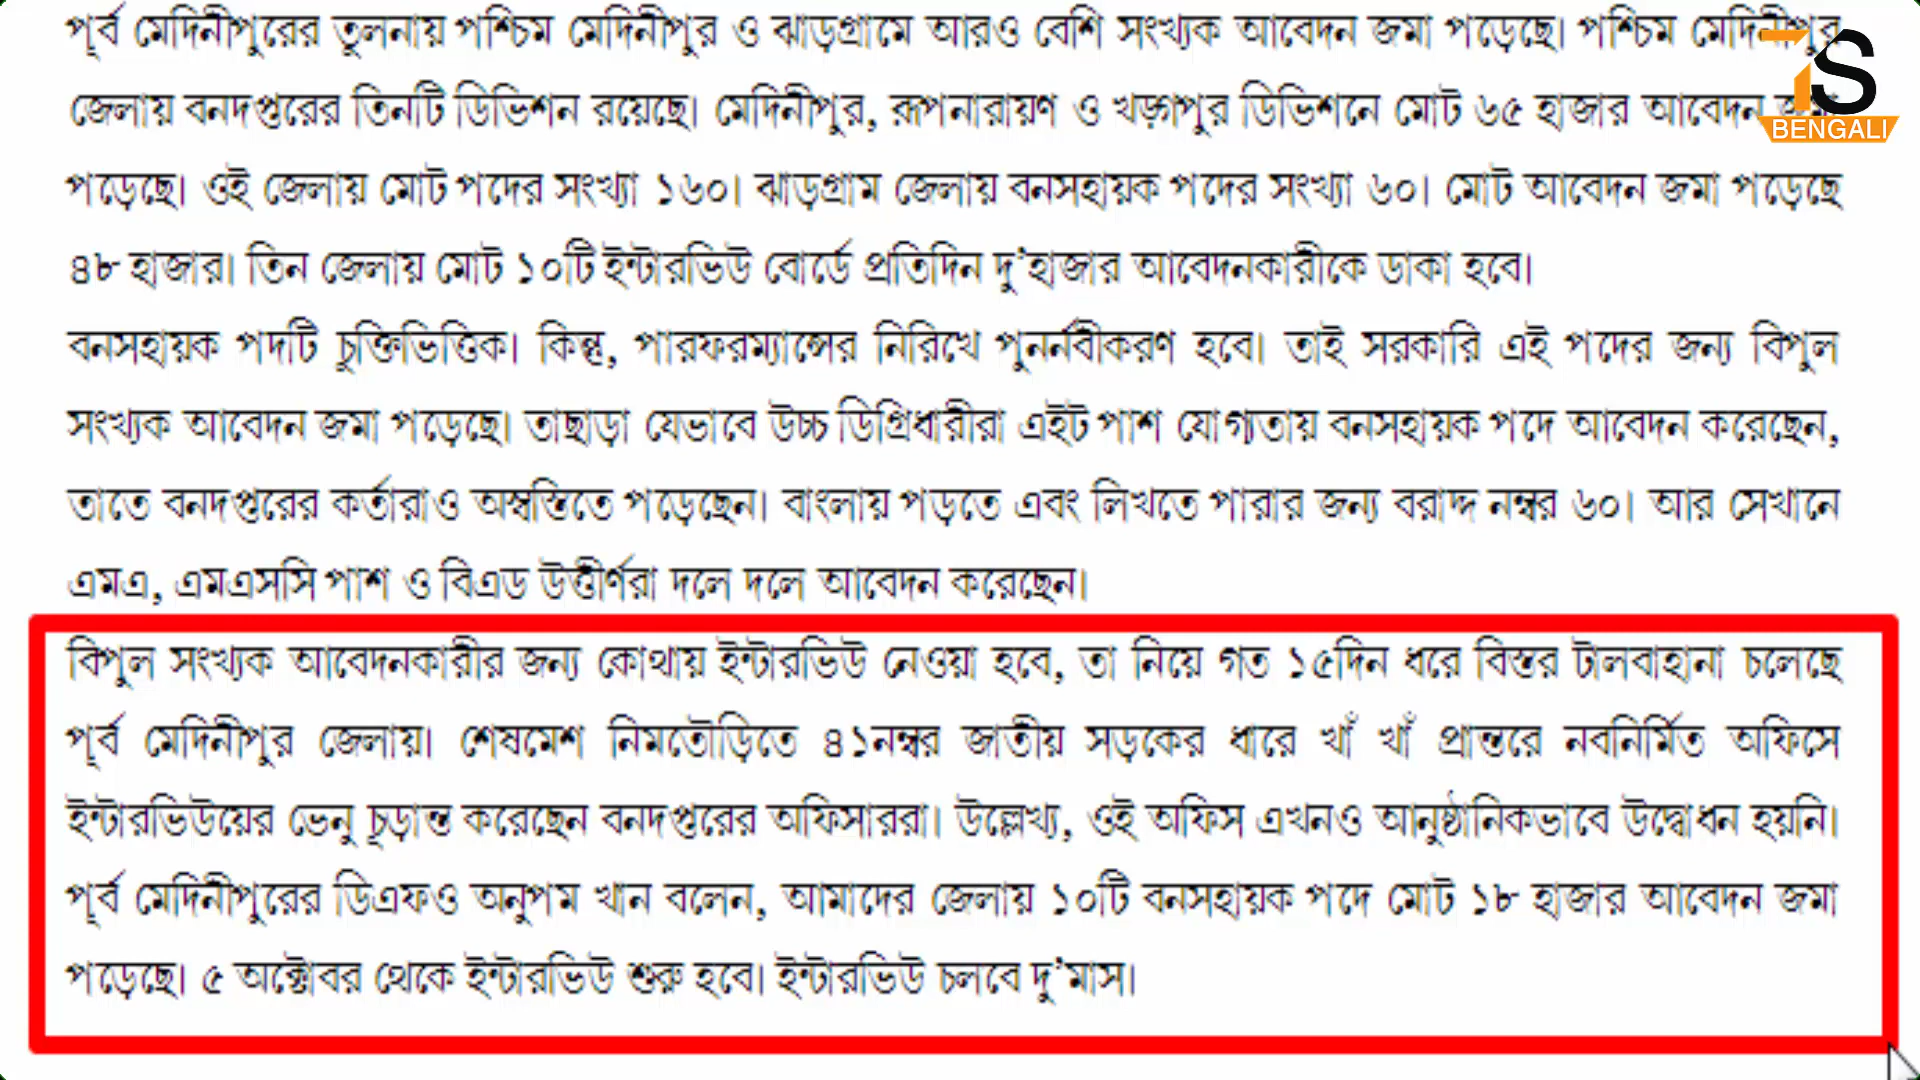 পূর্ব মেদিনীপুরের তুলনায় পশ্চিম মেদিনীপুর ও ঝাড়গ্রামে আরও বেশি সংখ্যক আবেদন জমা পড়েছে। পশ্চিম মেদিনীপুর
জেলায় বনদপ্তরের তিনটি ডিভিশন রয়েছে। মেদিনীপুর, রূপনারায়ণ ও খড়্গপুর ডিভিশনে মোট ৬৫ হাজার আবেদন জমা
পড়েছে। ওই জেলায় মোট পদের সংখ্যা ১৬০। ঝাড়গ্রাম জেলায় বনসহায়ক পদের সংখ্যা ৬০। মোট আবেদন জমা পড়েছে
৪৮ হাজার। তিন জেলায় মোট ১০টি ইন্টারভিউ বোর্ডে প্রতিদিন দু’হাজার আবেদনকারীকে ডাকা হবে।
বনসহায়ক পদটি চুক্তিভিত্তিক। কিন্তু, পারফরম্যান্সের নিরিখে পুনর্নবীকরণ হবে। তাই সরকারি এই পদের জন্য বিপুল
সংখ্যক আবেদন জমা পড়েছে। তাছাড়া যেভাবে উচ্চ ডিগ্রিধারীরা এইট পাশ যোগ্যতায় বনসহায়ক পদে আবেদন করেছেন,
তাতে বনদপ্তরের কর্তারাও অস্বস্তিতে পড়েছেন। বাংলায় পড়তে এবং লিখতে পারার জন্য বরাদ্দ নম্বর ৬০। আর সেখানে
এমএ, এমএসসি পাশ ও বিএড উত্তীর্ণরা দলে দলে আবেদন করেছেন।
বিপুল সংখ্যক আবেদনকারীর জন্য কোথায় ইন্টারভিউ নেওয়া হবে, তা নিয়ে গত ১৫দিন ধরে বিস্তর টালবাহানা চলেছে
পূর্ব মেদিনীপুর জেলায়। শেষমেশ নিমতৌড়িতে ৪১নম্বর জাতীয় সড়কের ধারে খাঁ খাঁ প্রান্তরে নবনির্মিত অফিসে
ইন্টারভিউয়ের ভেনু চূড়ান্ত করেছেন বনদপ্তরের অফিসাররা। উল্লেখ্য, ওই অফিস এখনও আনুষ্ঠানিকভাবে উদ্বোধন হয়নি।
পূর্ব মেদিনীপুরের ডিএফও অনুপম খান বলেন, আমাদের জেলায় ১০টি বনসহায়ক পদে মোট ১৮ হাজার আবেদন জমা
পড়েছে। ৫ অক্টোবর থেকে ইন্টারভিউ শুরু হবে। ইন্টারভিউ চলবে দু’মাস।
1S
BENGALI